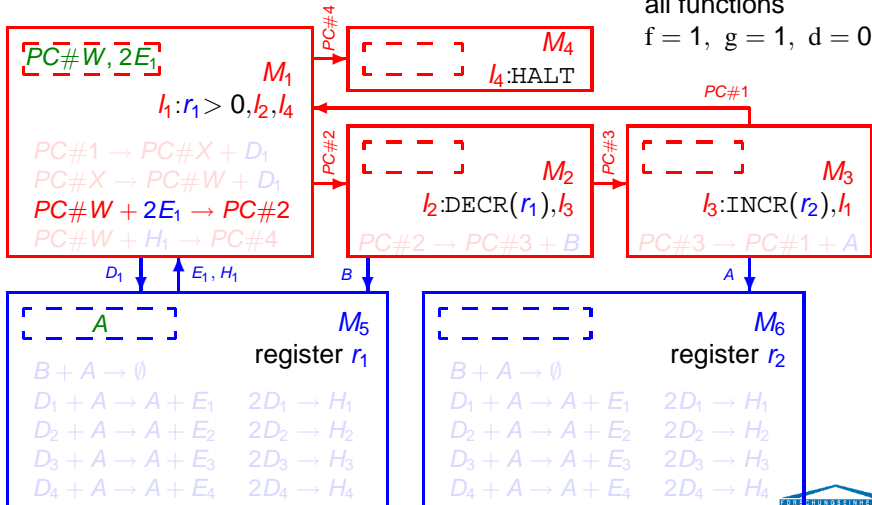 all functions
f = 1, g = 1, d = 0
PC#W, 2E₁
M₁
l₁:r₁ > 0,l₂,l₄
PC#1 → PC#X + D₁
PC#X → PC#W + D₁
PC#W + 2E₁ → PC#2
PC#W + H₁ → PC#4
PC#4
M₄
l₄:HALT
PC#1
PC#2
M₂
l₂:DECR(r₁),l₃
PC#2 → PC#3 + B
PC#3
M₃
l₃:INCR(r₂),l₁
PC#3 → PC#1 + A
D₁
E₁, H₁
B
A
A
M₅
register r₁
B + A → ∅
D₁ + A → A + E₁ 2D₁ → H₁
D₂ + A → A + E₂ 2D₂ → H₂
D₃ + A → A + E₃ 2D₃ → H₃
D₄ + A → A + E₄ 2D₄ → H₄
M₆
register r₂
B + A → ∅
D₁ + A → A + E₁ 2D₁ → H₁
D₂ + A → A + E₂ 2D₂ → H₂
D₃ + A → A + E₃ 2D₃ → H₃
D₄ + A → A + E₄ 2D₄ → H₄